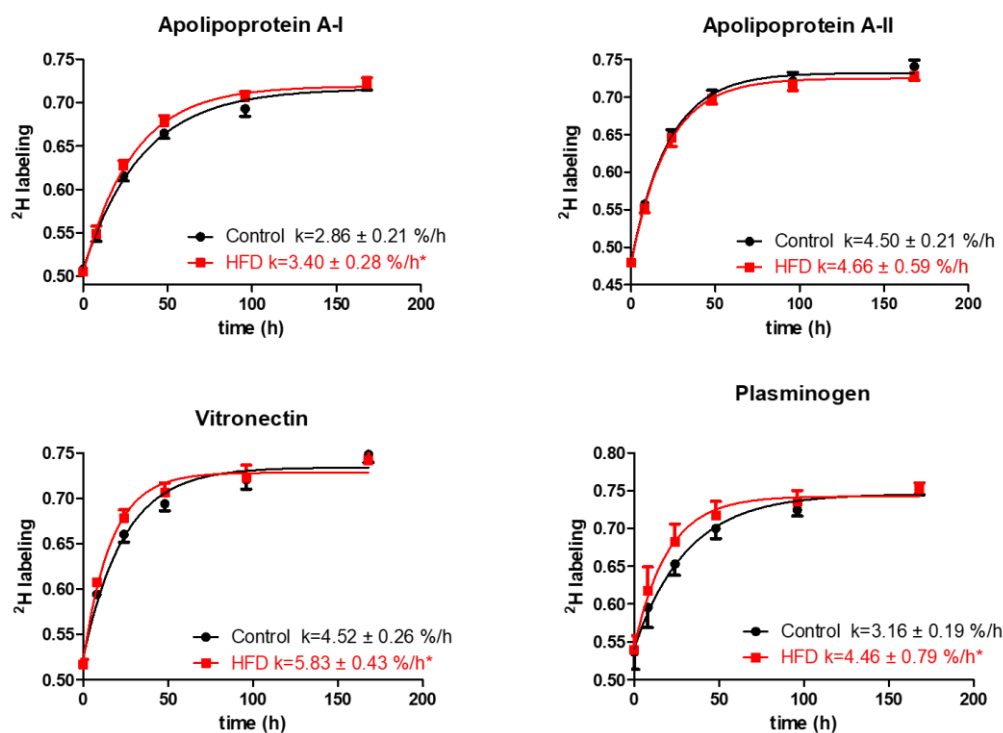 Apolipoprotein A-I
0.75
0.70
0.65
0.60
0.55
0.50
²H labeling
Control k=2.86 ± 0.21 %/h
HFD k=3.40 ± 0.28 %/h*
0 50 100 150 200
time (h)
Apolipoprotein A-II
0.75
0.70
0.65
0.60
0.55
0.50
0.45
²H labeling
Control k=4.50 ± 0.21 %/h
HFD k=4.66 ± 0.59 %/h
0 50 100 150 200
time (h)
Vitronectin
0.75
0.70
0.65
0.60
0.55
0.50
²H labeling
Control k=4.52 ± 0.26 %/h
HFD k=5.83 ± 0.43 %/h*
0 50 100 150 200
time (h)
Plasminogen
0.80
0.75
0.70
0.65
0.60
0.55
0.50
²H labeling
Control k=3.16 ± 0.19 %/h
HFD k=4.46 ± 0.79 %/h*
0 50 100 150 200
time (h)